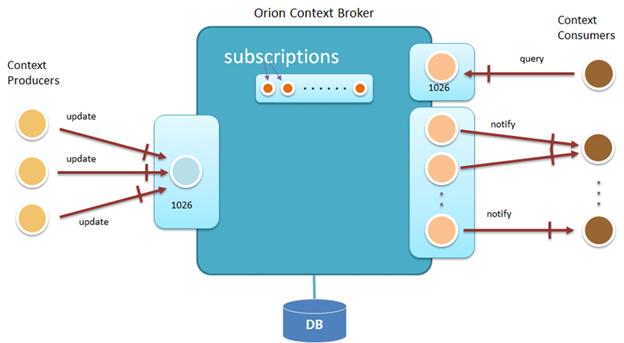 Orion Context Broker
Context
Producers
Context
Consumers
subscriptions
query
1026
update
notify
update
1026
update
notify
DB